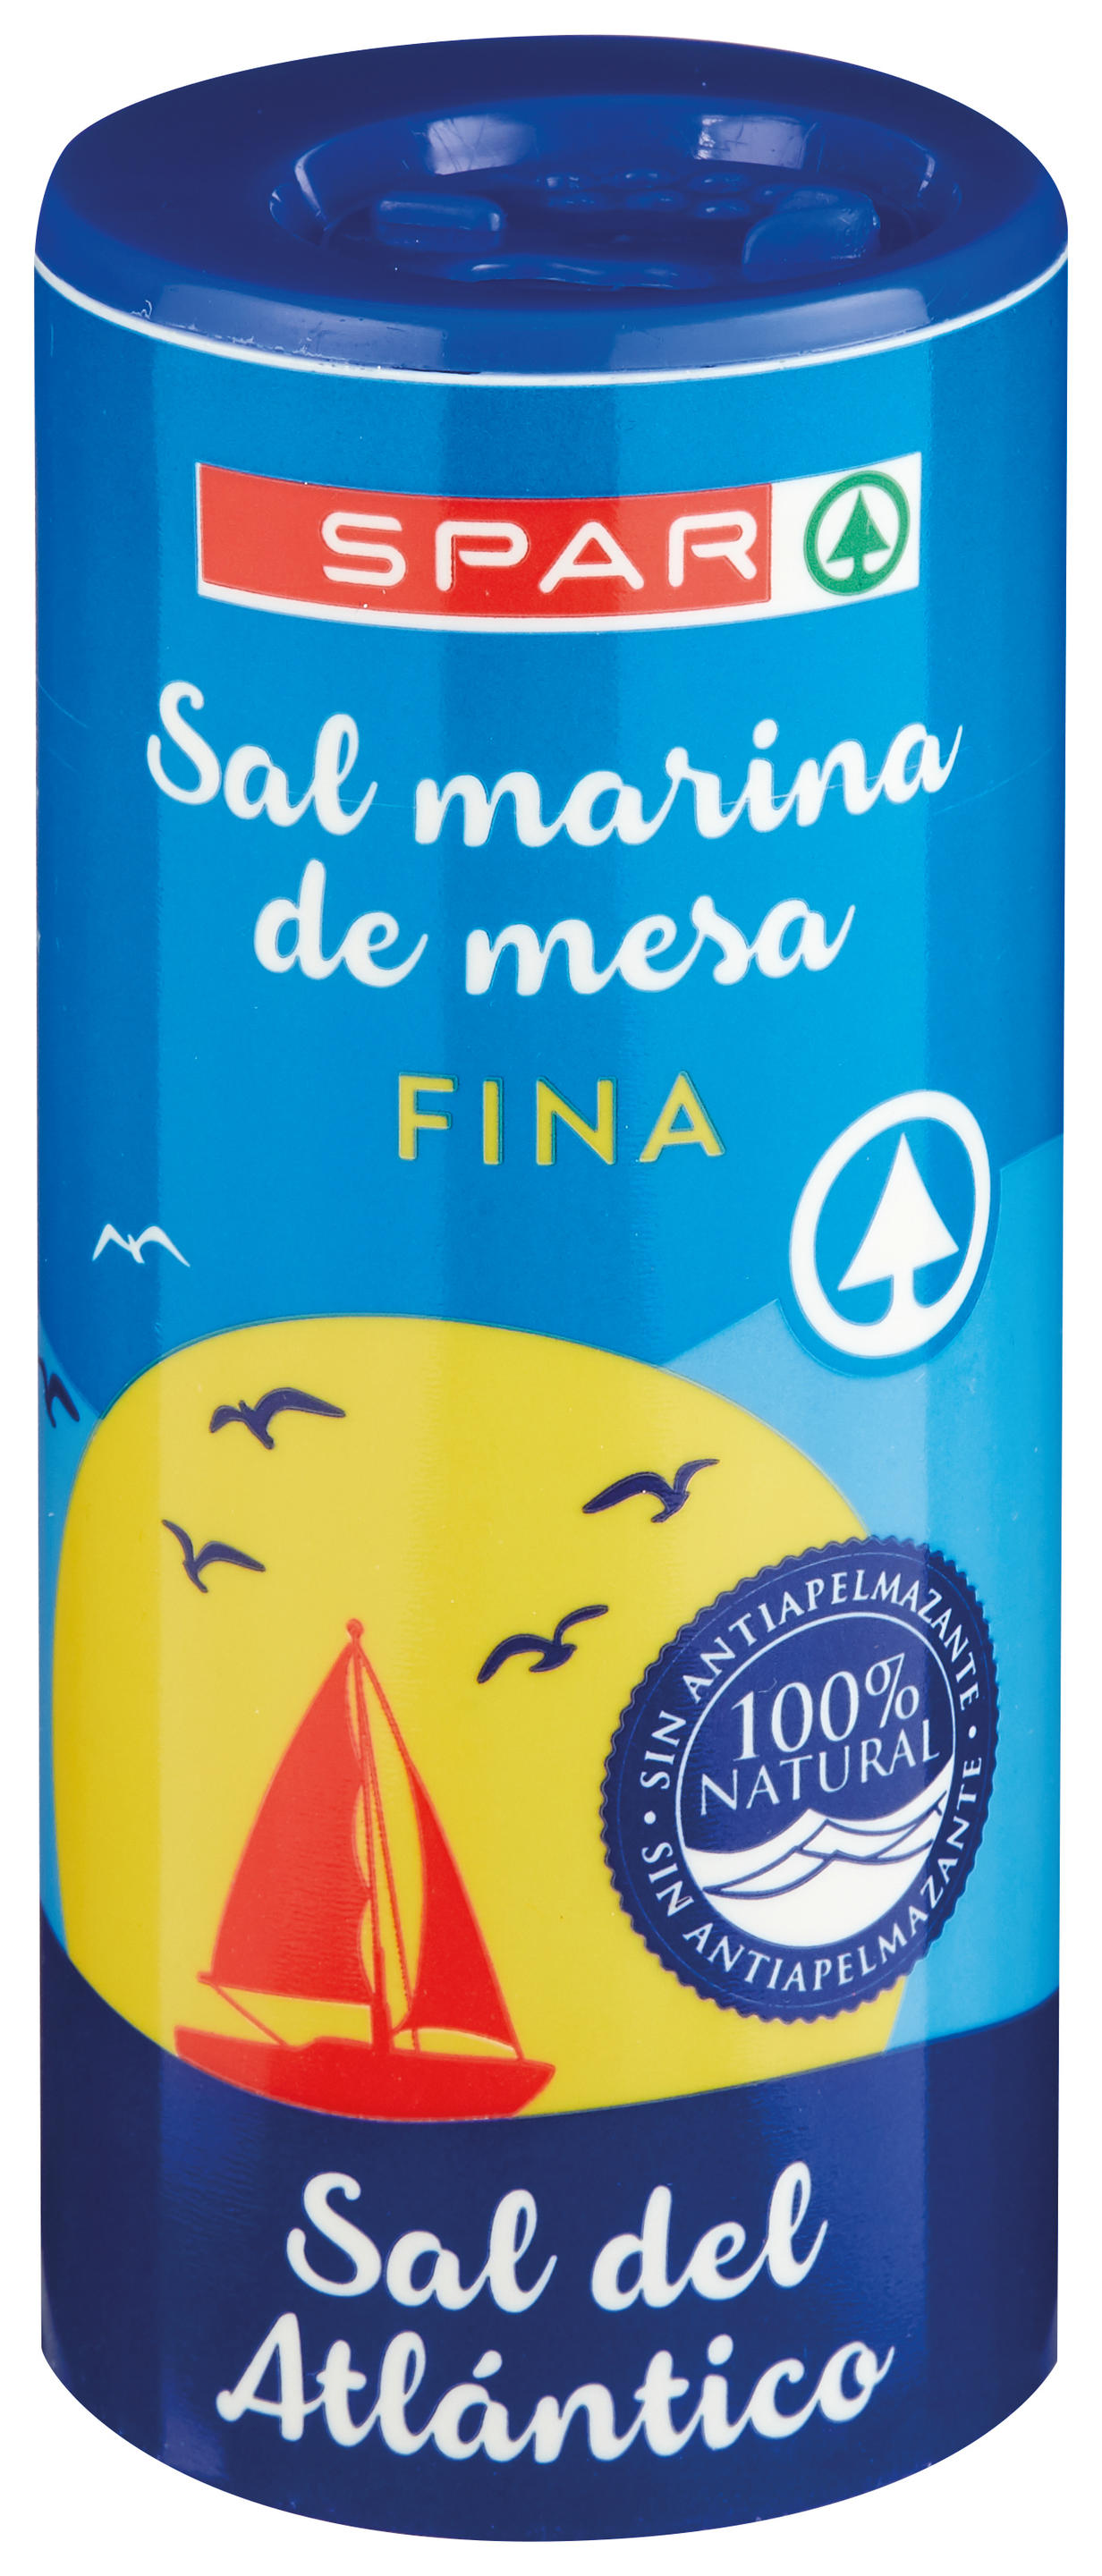 SPAR
Sal marina
de mesa
FINA
SIN ANTIAPELMAZANTE •
100%
NATURAL
• SIN ANTIAPELMAZANTE
Sal del
Atlántico